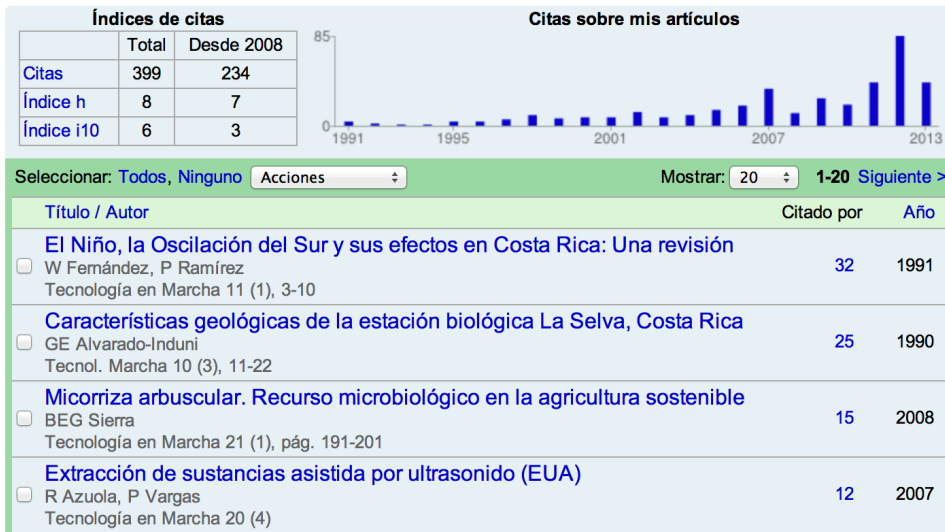 Índices de citas
Total Desde 2008
Citas 399 234
Índice h 8 7
Índice i10 6 3
Citas sobre mis artículos
85
0
1991 1995 2001 2007 2013
Seleccionar: Todos, Ninguno Acciones Mostrar: 20 1-20 Siguiente >
Título / Autor Citado por Año
El Niño, la Oscilación del Sur y sus efectos en Costa Rica: Una revisión 32 1991
W Fernández, P Ramírez
Tecnología en Marcha 11 (1), 3-10
Características geológicas de la estación biológica La Selva, Costa Rica 25 1990
GE Alvarado-Induni
Tecnol. Marcha 10 (3), 11-22
Micorriza arbuscular. Recurso microbiológico en la agricultura sostenible 15 2008
BEG Sierra
Tecnología en Marcha 21 (1), pág. 191-201
Extracción de sustancias asistida por ultrasonido (EUA) 12 2007
R Azuola, P Vargas
Tecnología en Marcha 20 (4)